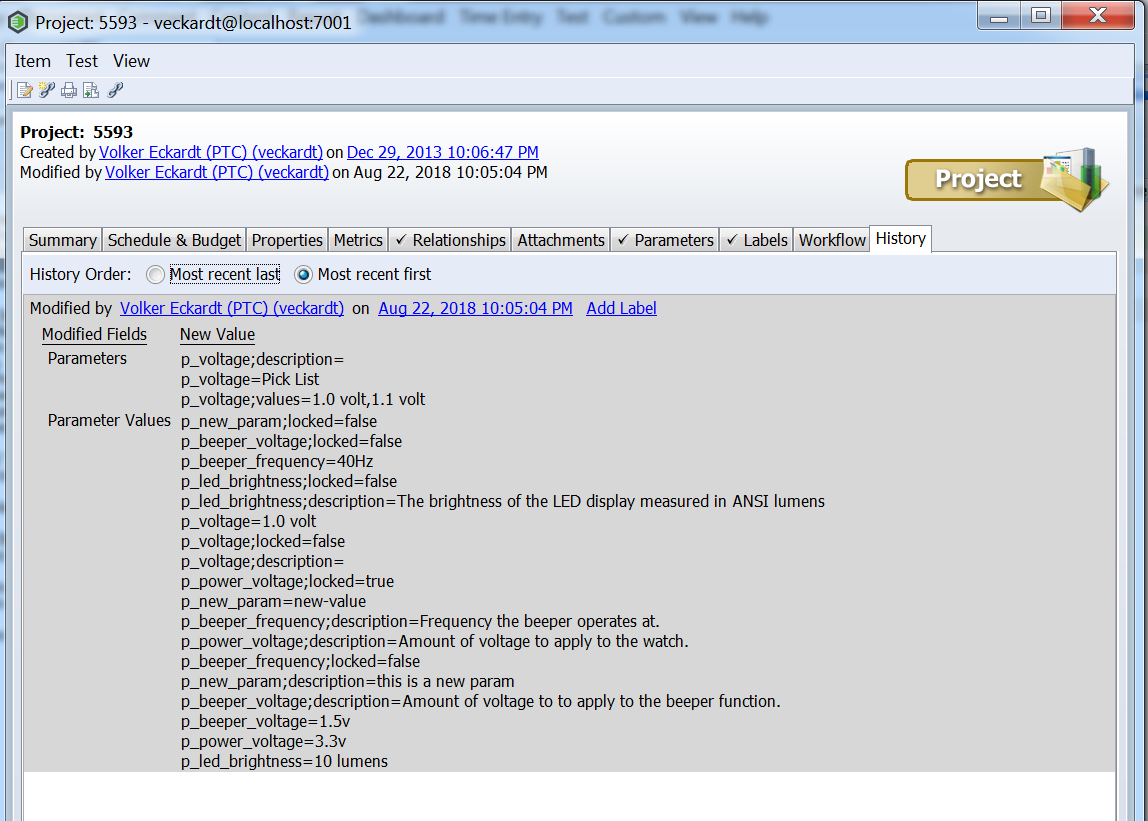 Project: 5593 - veckardt@localhost:7001
Dashboard Time Entry Test Custom View Help
Item Test View
Project: 5593
Created by Volker Eckardt (PTC) (veckardt) on Dec 29, 2013 10:06:47 PM
Modified by Volker Eckardt (PTC) (veckardt) on Aug 22, 2018 10:05:04 PM
Project
Summary Schedule & Budget Properties Metrics ✓ Relationships Attachments ✓ Parameters ✓ Labels Workflow History
History Order: Most recent last Most recent first
Modified by Volker Eckardt (PTC) (veckardt) on Aug 22, 2018 10:05:04 PM Add Label
Modified Fields New Value
Parameters p_voltage;description=
p_voltage=Pick List
p_voltage;values=1.0 volt,1.1 volt
Parameter Values p_new_param;locked=false
p_beeper_voltage;locked=false
p_beeper_frequency=40Hz
p_led_brightness;locked=false
p_led_brightness;description=The brightness of the LED display measured in ANSI lumens
p_voltage=1.0 volt
p_voltage;locked=false
p_voltage;description=
p_power_voltage;locked=true
p_new_param=new-value
p_beeper_frequency;description=Frequency the beeper operates at.
p_power_voltage;description=Amount of voltage to apply to the watch.
p_beeper_frequency;locked=false
p_new_param;description=this is a new param
p_beeper_voltage;description=Amount of voltage to to apply to the beeper function.
p_beeper_voltage=1.5v
p_power_voltage=3.3v
p_led_brightness=10 lumens